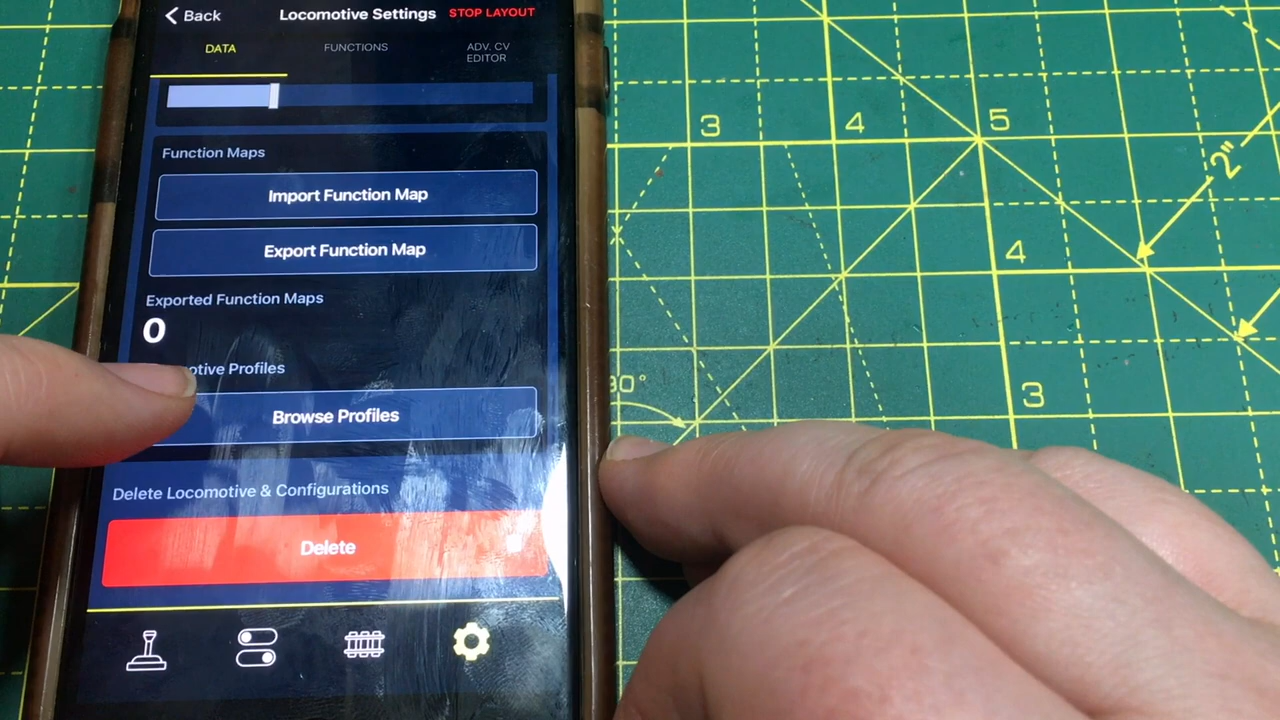 Back
Locomotive Settings
STOP LAYOUT
DATA
FUNCTIONS
ADV. CV
EDITOR
Function Maps
Import Function Map
Export Function Map
Exported Function Maps
0
otive Profiles
Browse Profiles
Delete Locomotive & Configurations
Delete
3
4
5
2"
4
3